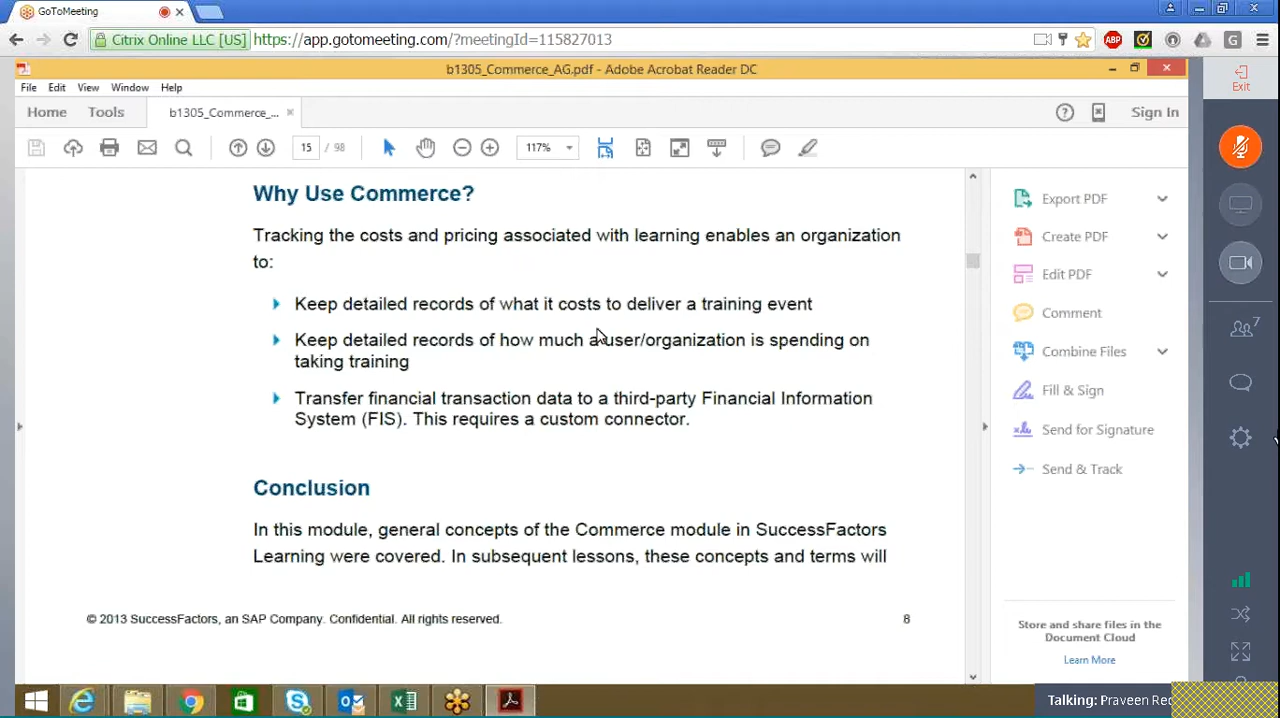 GoToMeeting
Citrix Online LLC [US] https://app.gotomeeting.com/?meetingId=115827013
ABP
G
b1305_Commerce_AG.pdf - Adobe Acrobat Reader DC
Exit
File Edit View Window Help
Home Tools b1305_Commerce_... Sign In
15 / 98 117%
Why Use Commerce?
Tracking the costs and pricing associated with learning enables an organization
to:
Keep detailed records of what it costs to deliver a training event
Keep detailed records of how much a user/organization is spending on
taking training
Transfer financial transaction data to a third-party Financial Information
System (FIS). This requires a custom connector.
Conclusion
In this module, general concepts of the Commerce module in SuccessFactors
Learning were covered. In subsequent lessons, these concepts and terms will
© 2013 SuccessFactors, an SAP Company. Confidential. All rights reserved. 8
Export PDF
Create PDF
Edit PDF
Comment
Combine Files
Fill & Sign
Send for Signature
Send & Track
Store and share files in the
Document Cloud
Learn More
7
Talking: Praveen